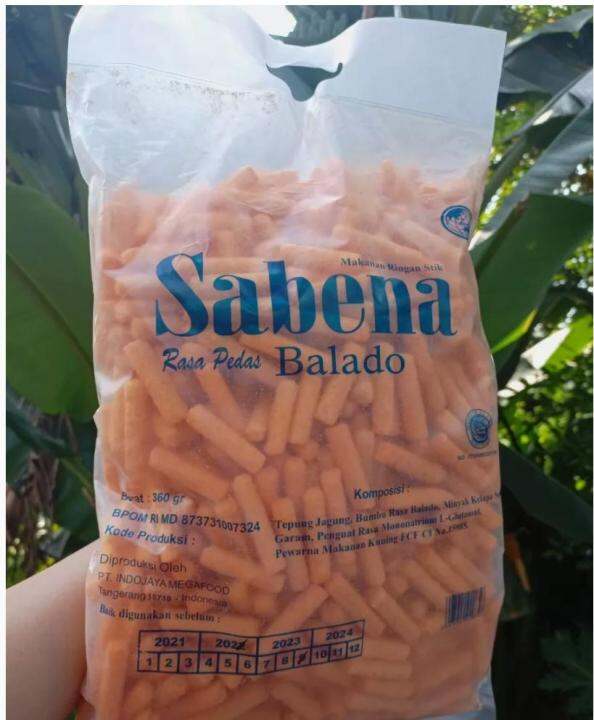 Makanan Ringan Stik
Sabena
Rasa Pedas Balado
Berat : 360 gr
BPOM RI MD 873731007324
Kode Produksi :
Diproduksi Oleh
PT. INDOJAYA MEGAFOOD
Tangerang 15710 - Indonesia
Baik digunakan sebelum :
2021 2022 2023 2024
1 2 3 4 5 6 7 8 9 10 11 12
Komposisi :
Tepung Jagung, Bumbu Rasa Balado, Minyak Kelapa
Garam, Penguat Rasa Mononatrium L-Glutamat,
Pewarna Makanan Kuning FCF CI No.15985.